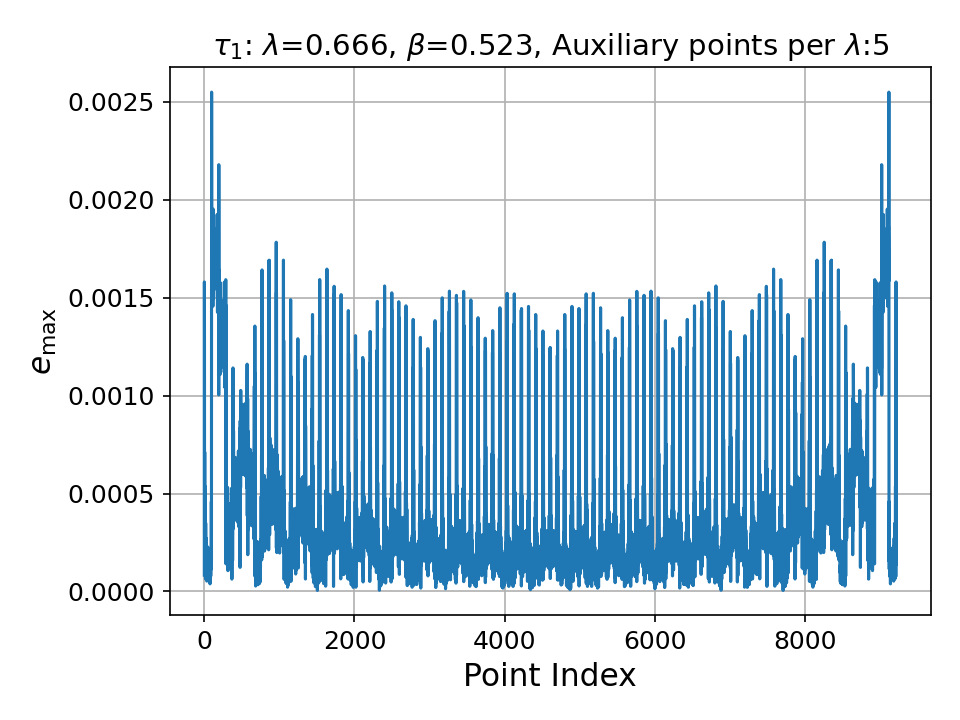 τ₁: λ=0.666, β=0.523, Auxiliary points per λ:5
0.0025
0.0020
0.0015
0.0010
0.0005
0.0000
e_max
0 2000 4000 6000 8000
Point Index